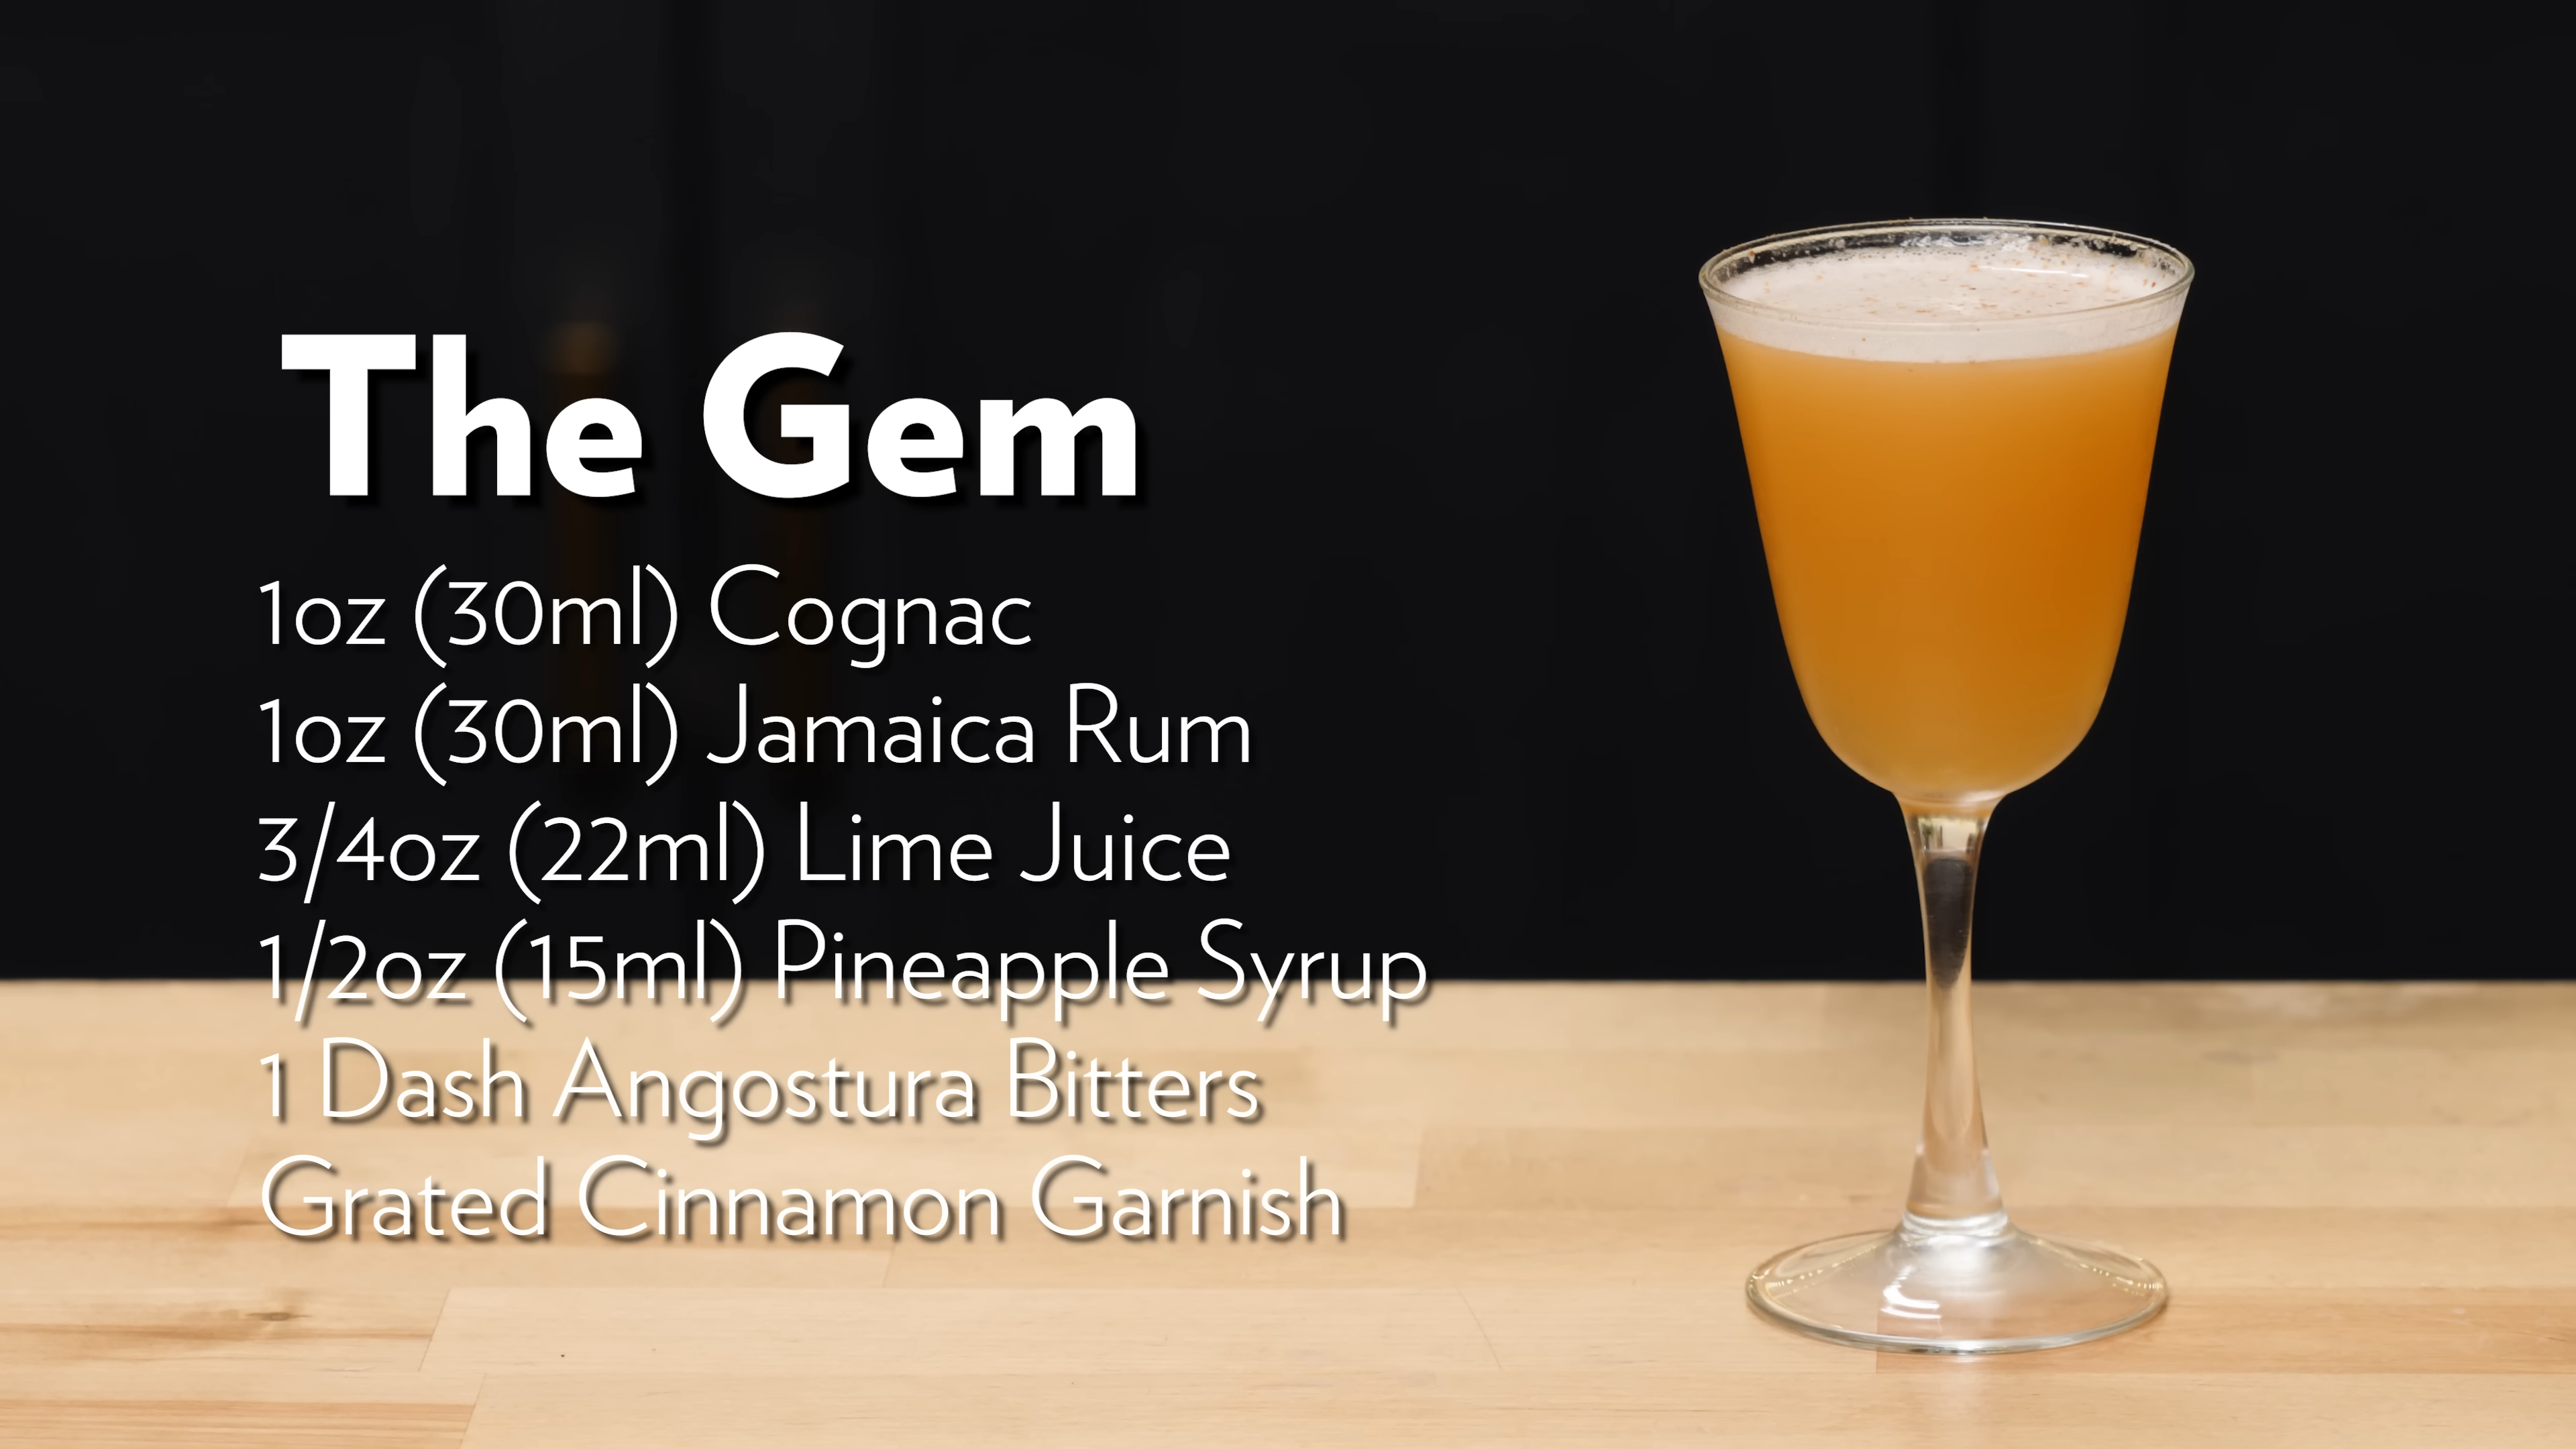 The Gem
1oz (30ml) Cognac
1oz (30ml) Jamaica Rum
3/4oz (22ml) Lime Juice
1/2oz (15ml) Pineapple Syrup
1 Dash Angostura Bitters
Grated Cinnamon Garnish